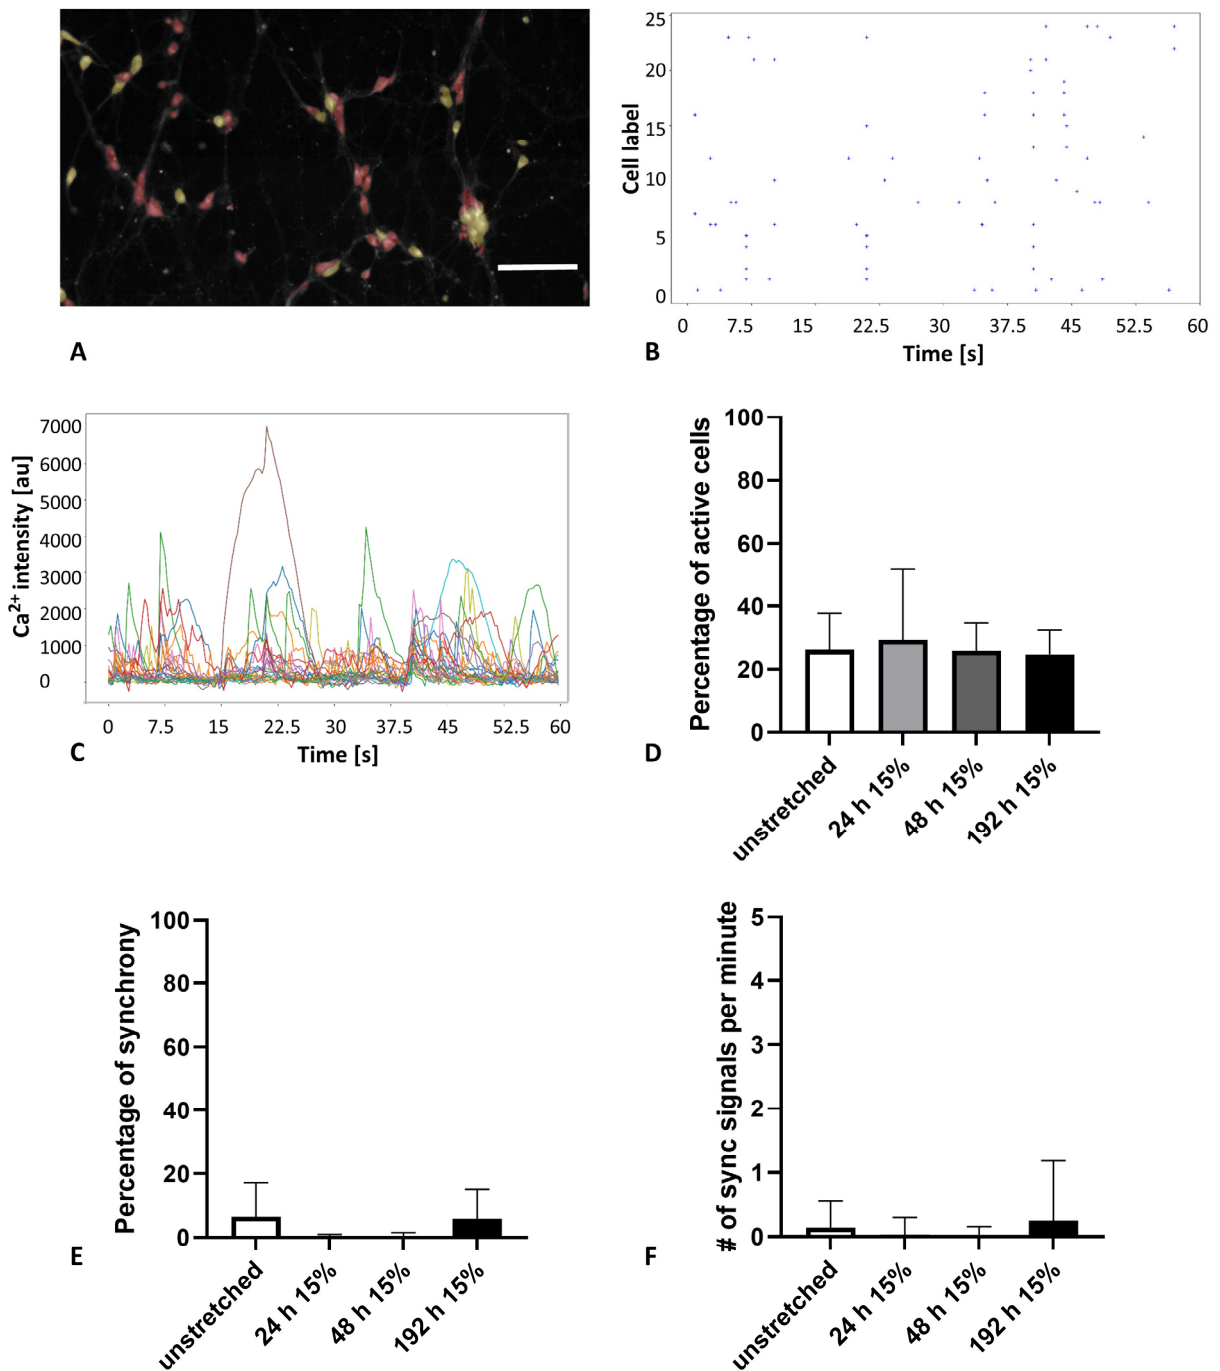 A
25
20
15
10
5
0
Cell label
0 7.5 15 22.5 30 37.5 45 52.5 60
Time [s]
B
7000
6000
5000
4000
3000
2000
1000
0
Ca²⁺ intensity [au]
0 7.5 15 22.5 30 37.5 45 52.5 60
Time [s]
C
100
80
60
40
20
0
Percentage of active cells
unstretched
24 h 15%
48 h 15%
192 h 15%
D
100
80
60
40
20
0
Percentage of synchrony
unstretched
24 h 15%
48 h 15%
192 h 15%
E
5
4
3
2
1
0
# of sync signals per minute
unstretched
24 h 15%
48 h 15%
192 h 15%
F